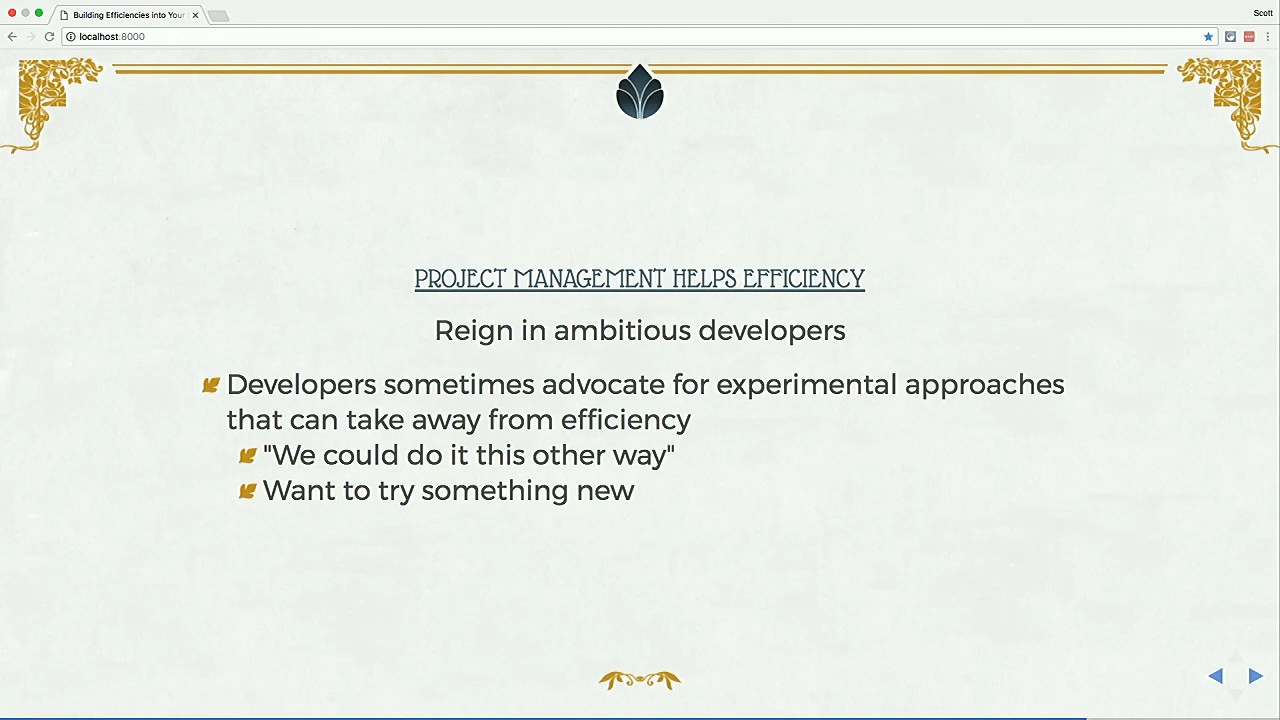 Building Efficiencies into Your
Scott
localhost:8000
PROJECT MANAGEMENT HELPS EFFICIENCY
Reign in ambitious developers
Developers sometimes advocate for experimental approaches
that can take away from efficiency
"We could do it this other way"
Want to try something new